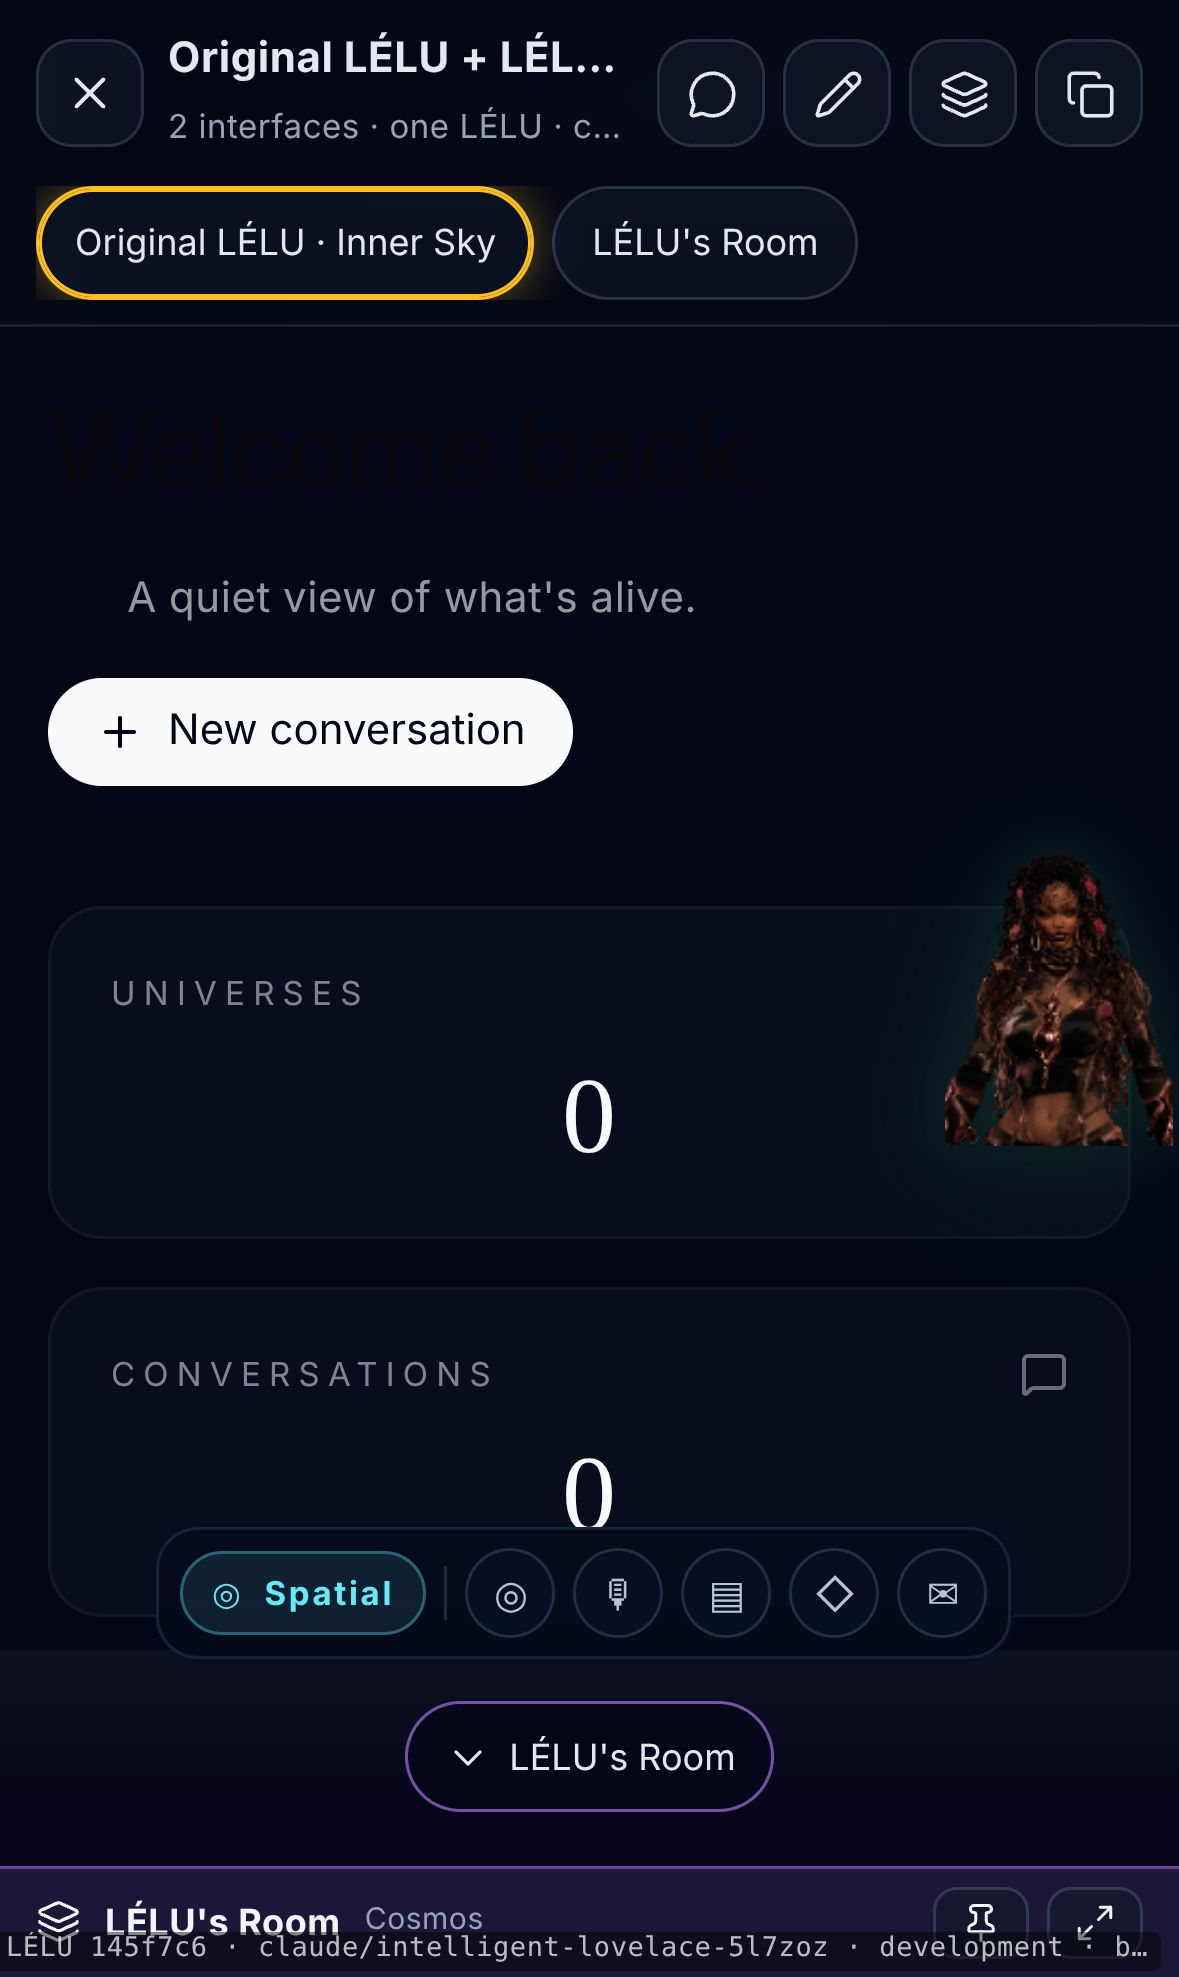 Original LÉLU + LÉL...
2 interfaces · one LÉLU · c...
Original LÉLU · Inner Sky
LÉLU's Room
Welcome back.
A quiet view of what's alive.
New conversation
UNIVERSES
0
CONVERSATIONS
0
Spatial
LÉLU's Room
LÉLU's Room Cosmos
LÉLU 145f7c6 · claude/intelligent-lovelace-5l7zoz · development · b…